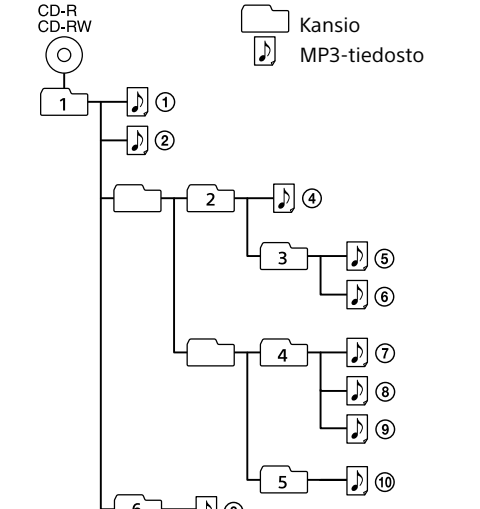 CD-R
CD-RW
Kansio
MP3-tiedosto
1 ①
②
2 ④
3 ⑤
⑥
4 ⑦
⑧
⑨
5 ⑩
6 ③